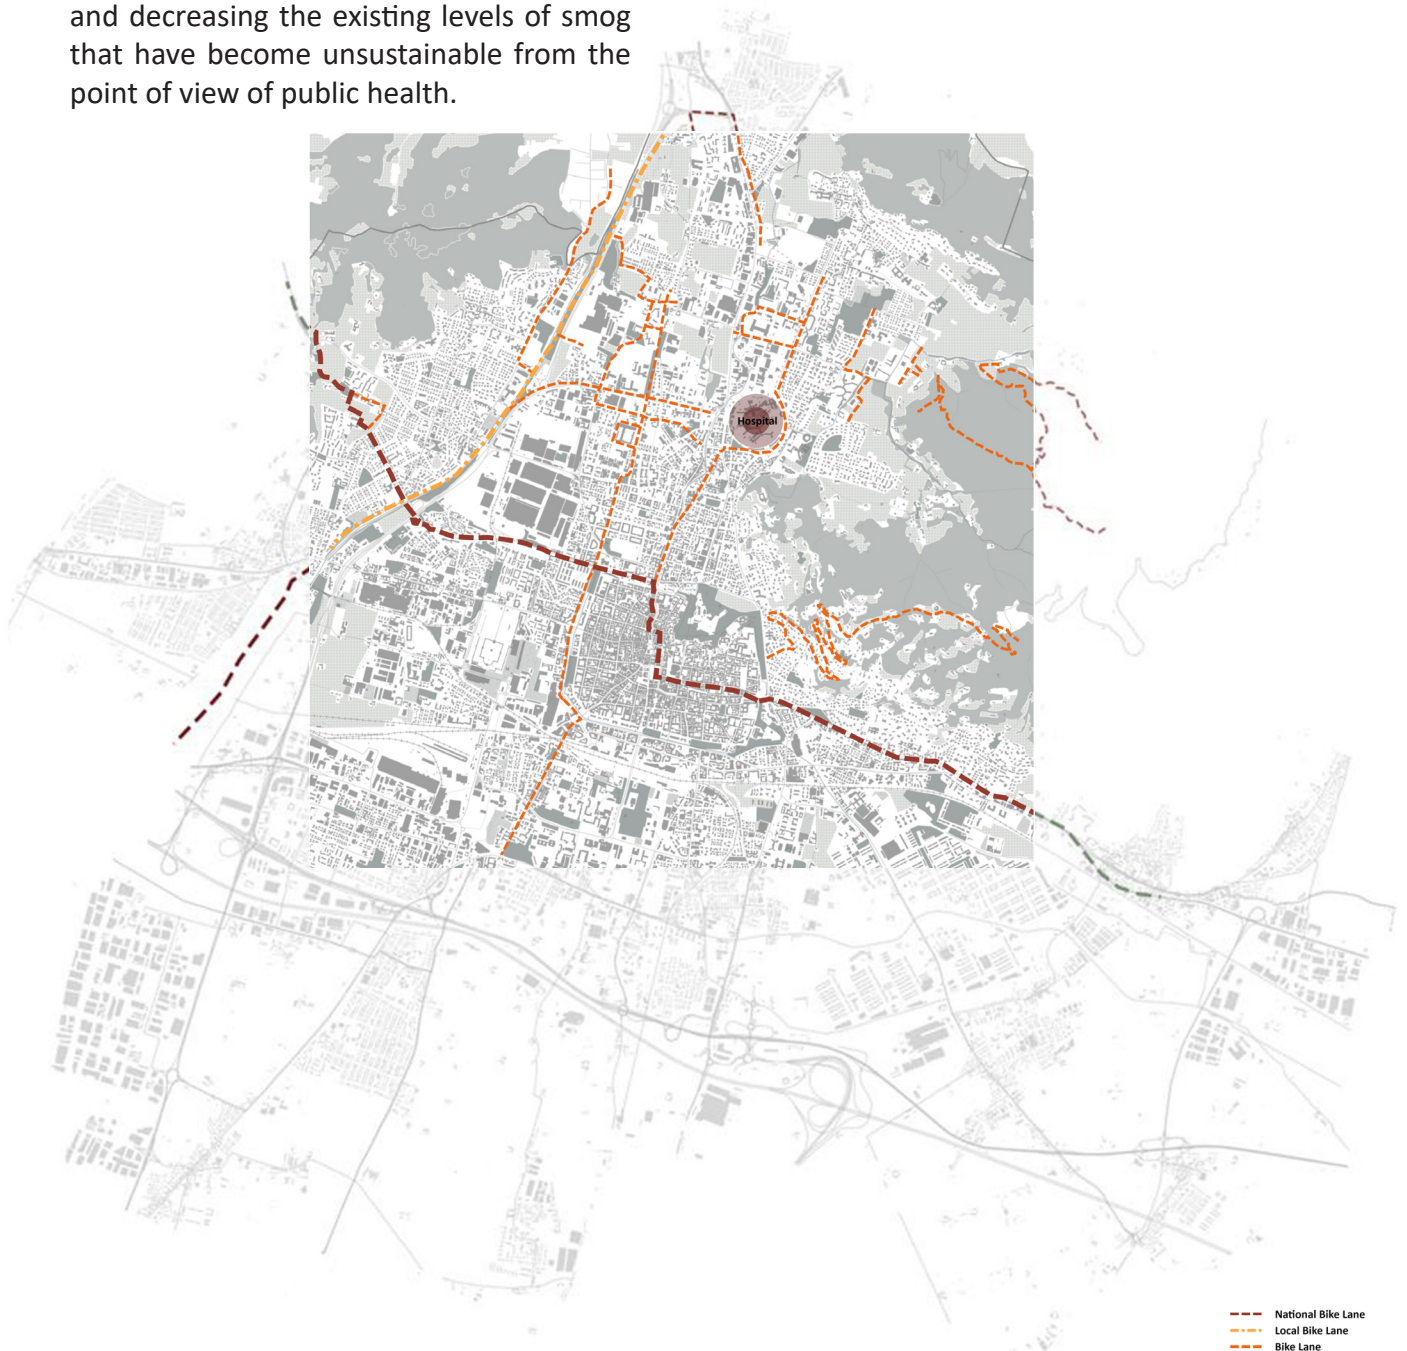 and decreasing the existing levels of smog
that have become unsustainable from the
point of view of public health.
Hospital
National Bike Lane
Local Bike Lane
Bike Lane